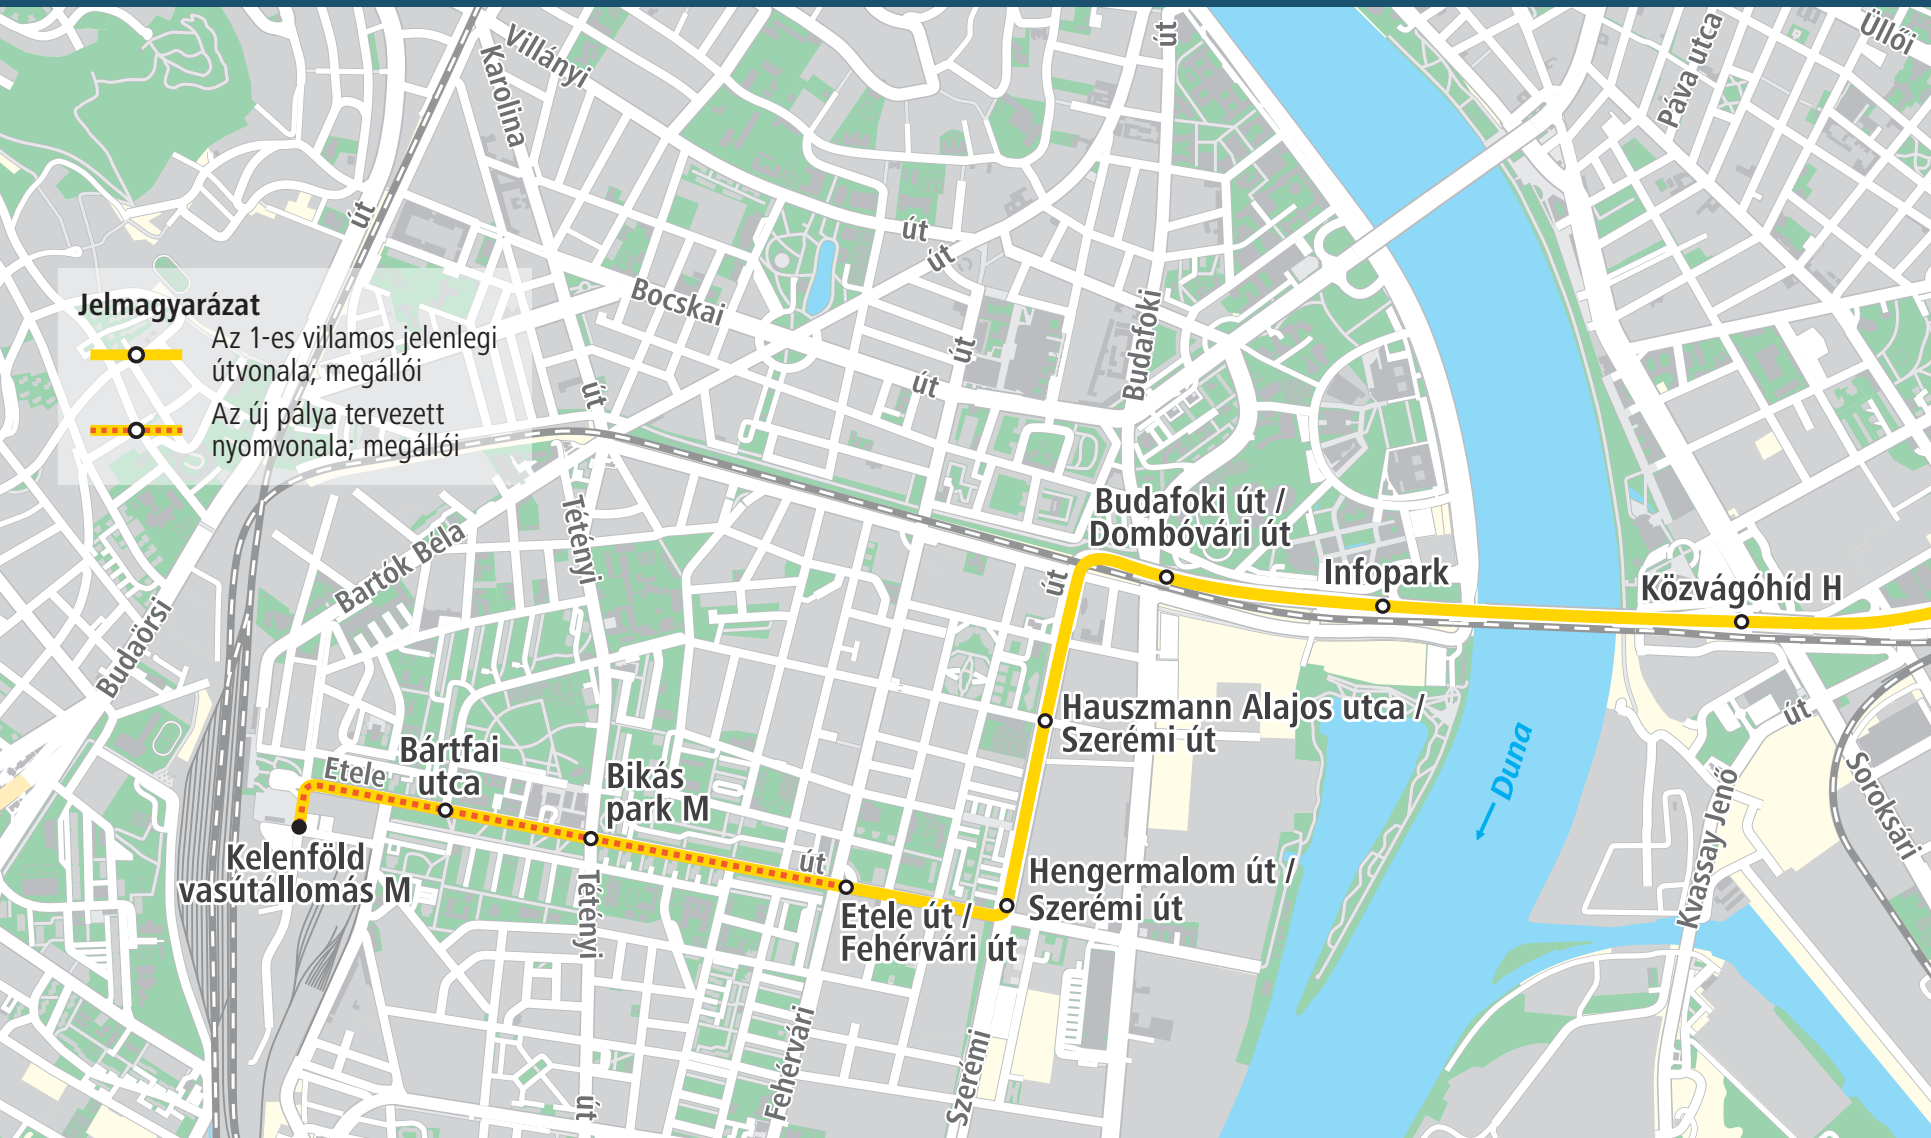 Villányi
Karolina
út
Páva utca
Üllői
út
út
út
Jelmagyarázat
Az 1-es villamos jelenlegi
útvonala; megállói
Az új pálya tervezett
nyomvonala; megállói
Bocskai
Budafoki
út
út
út
Tétényi
Bartók Béla
Budaörsi
Budafoki út /
Dombóvári út
út
Infopark
Közvágóhíd H
Hauszmann Alajos utca /
Szerémi út
út
Duna
Soroksári
Kvassay Jenő
Etele
Bártfai
utca
Bikás
park M
Kelenföld
vasútállomás M
út
Tétényi
Hengermalom út /
Szerémi út
Etele út /
Fehérvári út
Fehérvári
Szerémi
út